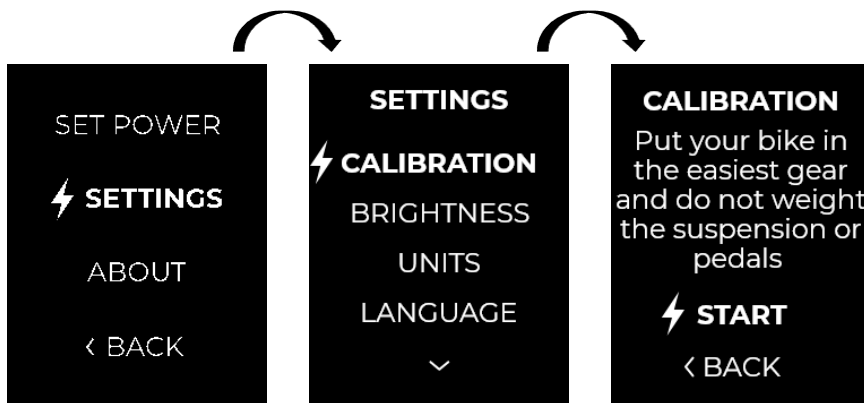 SET POWER
SETTINGS
ABOUT
< BACK
SETTINGS
CALIBRATION
BRIGHTNESS
UNITS
LANGUAGE
CALIBRATION
Put your bike in
the easiest gear
and do not weight
the suspension or
pedals
START
< BACK